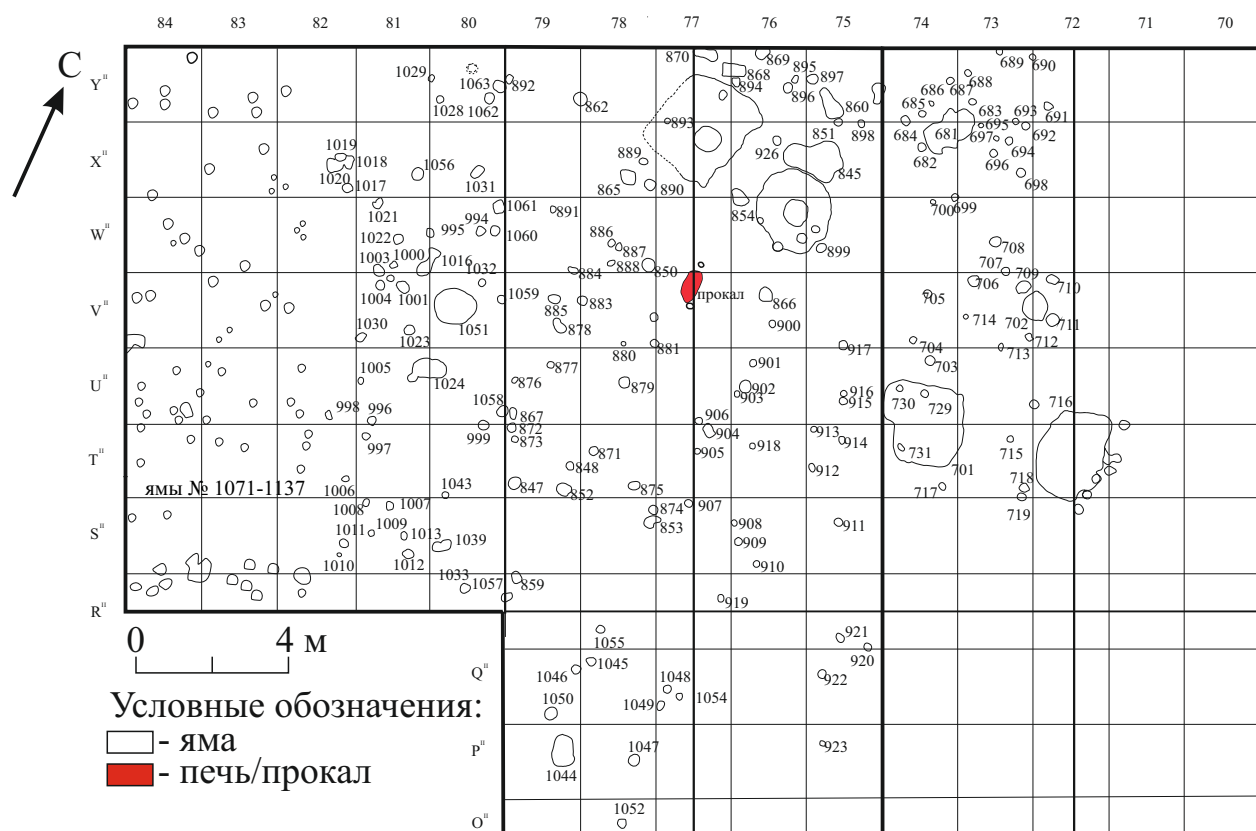 84 83 82 81 80 79 78 77 76 75 74 73 72 71 70
С
Y" 1029 1063 892 870 869 868 895 897 689 690
1028 1062 862 894 896 860 686 687 688
893 851 898 685 684 681 683 695 693 691 692
X" 1019 1018 1056 889 926 845 682 697 694
1020 1017 1031 865 890 696 698
1021 1061 891 854 700 699
W" 1022 994 995 1060 886 887 899 708
1003 1000 1016 1032 884 888 850 707 709
1004 1001 1059 прокал 706 710
V" 885 883 866 705
1030 1051 878 900 714 702 711
1023 880 881 917 704 713 712
1005 877 901 703
U" 1024 876 879 902 916 730 729 716
998 996 1058 867 903 915
999 872 906 904 913
997 873 905 918 914 731 701 715
T" 871
848 912
ямы № 1071-1137 1006 1043 847 852 875 717 718
1008 1007 874 907 719
S" 1011 1009 1013 1039 853 908 911
1010 1012 909
1033 1057 859 910
R" 919
0 4 м
1055 921
920
Q" 1046 1045 1048 922
1050 1049 1054
Условные обозначения:
- яма
P" 1047 923
- печь/прокал
1044
1052
O"